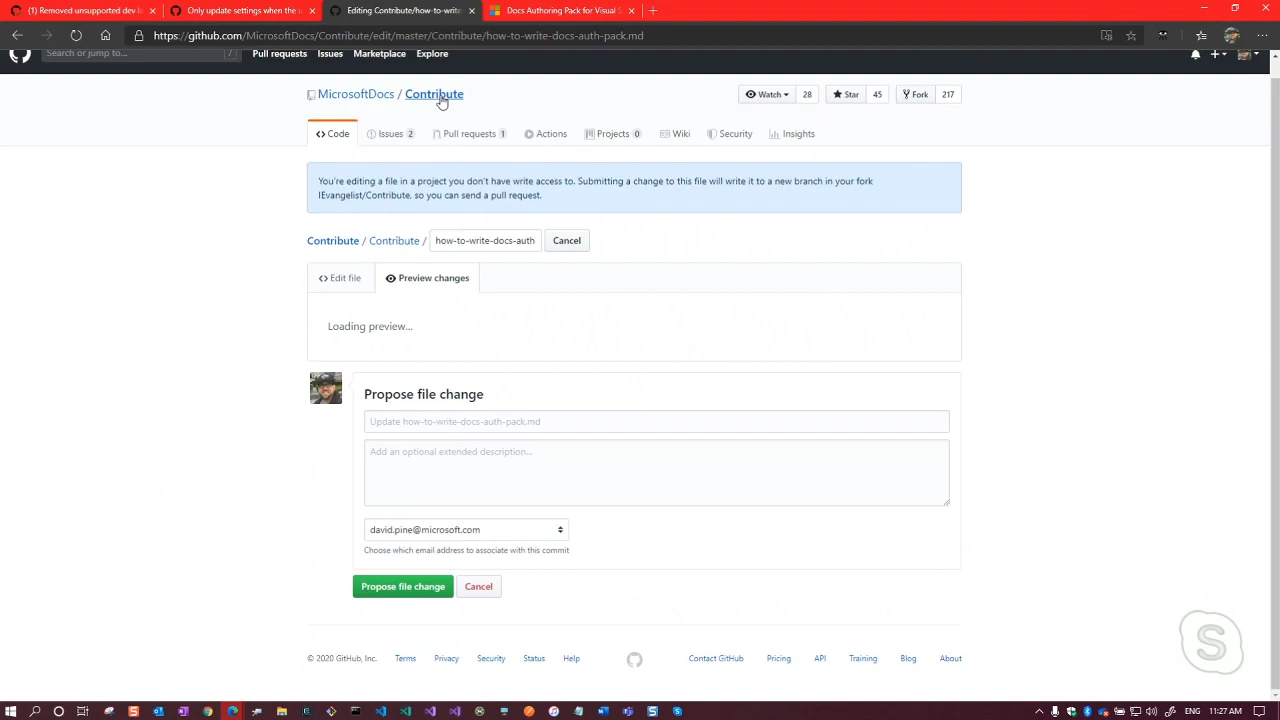 (1) Removed unsupported dev l
Only update settings when the u
Editing Contribute/how-to-write-
Docs Authoring Pack for Visual S
https://github.com/MicrosoftDocs/Contribute/edit/master/Contribute/how-to-write-docs-auth-pack.md
Search or jump to...
/
Pull requests
Issues
Marketplace
Explore
MicrosoftDocs / Contribute
Watch 28
Star 45
Fork 217
Code
Issues 2
Pull requests 1
Actions
Projects 0
Wiki
Security
Insights
You're editing a file in a project you don't have write access to. Submitting a change to this file will write it to a new branch in your fork
IEvangelist/Contribute, so you can send a pull request.
Contribute / Contribute / how-to-write-docs-auth Cancel
Edit file
Preview changes
Loading preview...
Propose file change
Update how-to-write-docs-auth-pack.md
Add an optional extended description...
david.pine@microsoft.com
Choose which email address to associate with this commit
Propose file change
Cancel
© 2020 GitHub, Inc.
Terms
Privacy
Security
Status
Help
Contact GitHub
Pricing
API
Training
Blog
About
ENG
11:27 AM